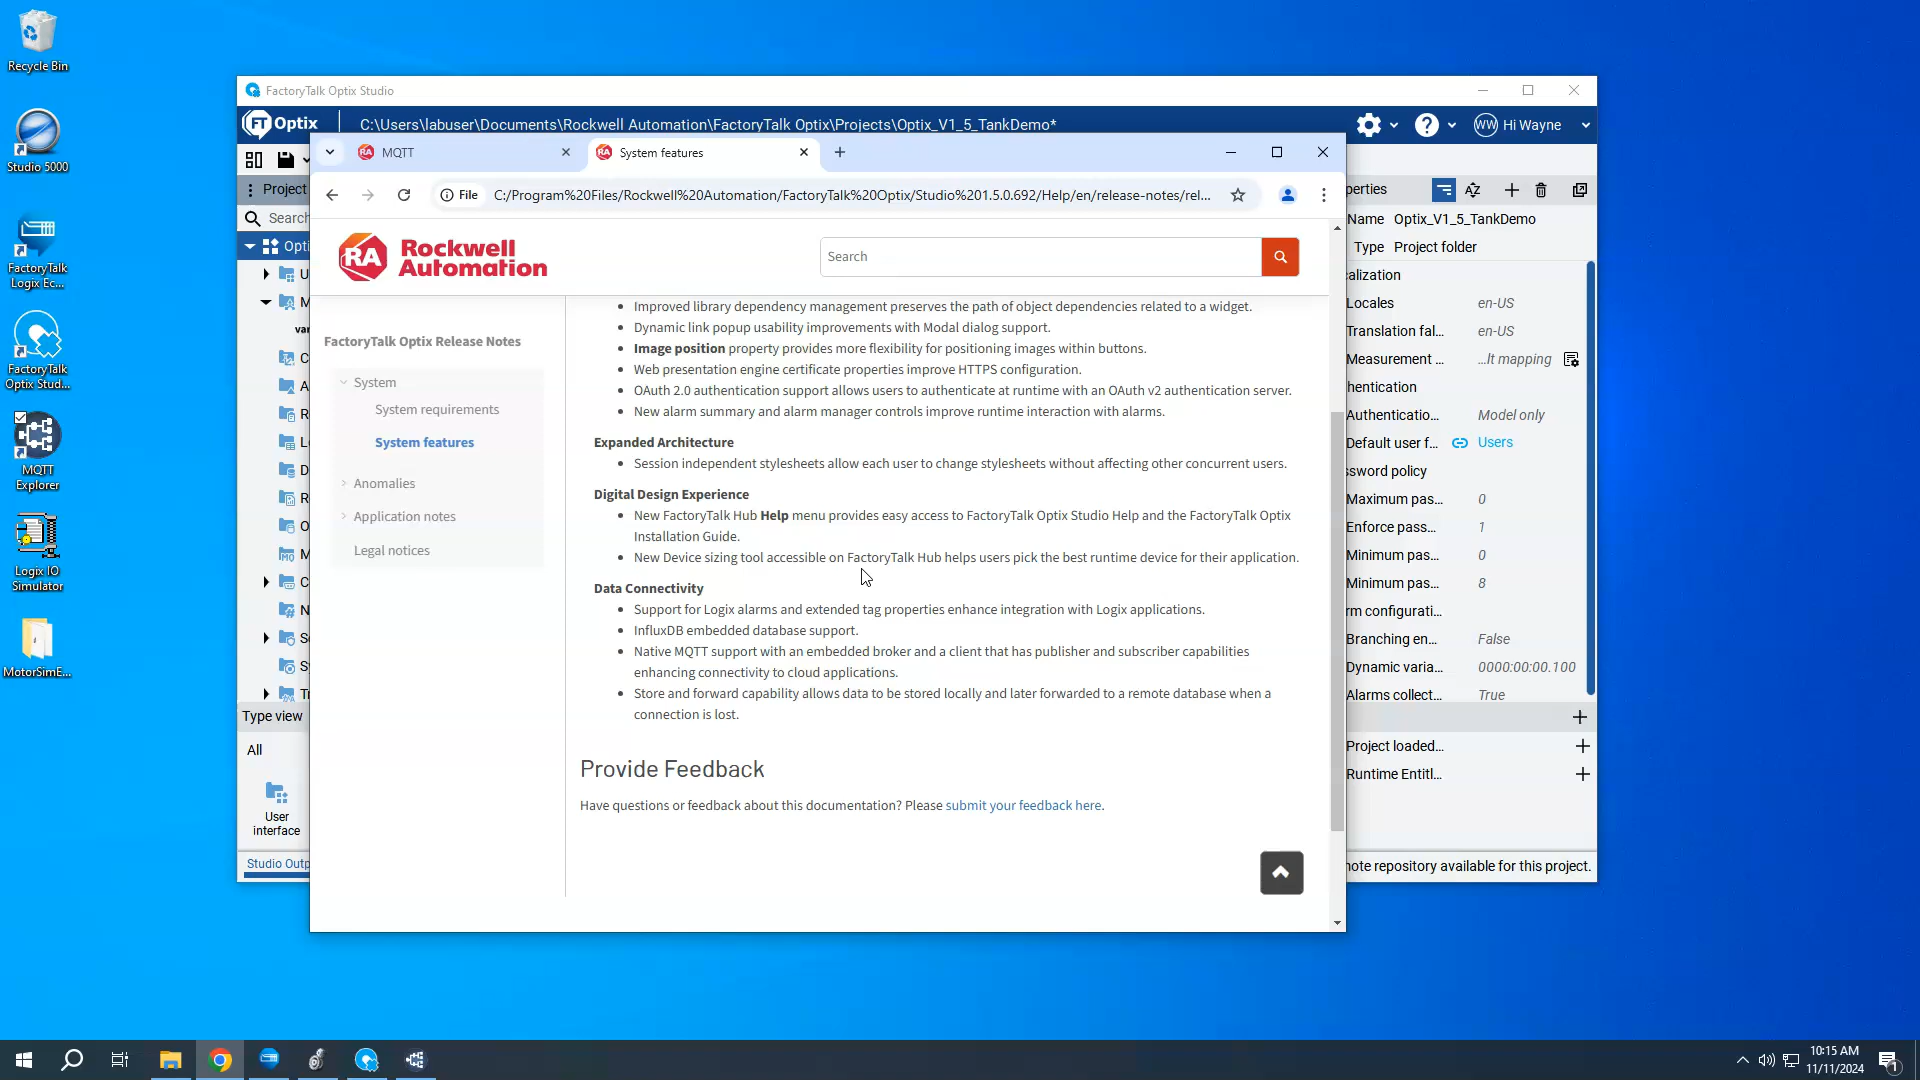 Recycle Bin
Studio 5000
FactoryTalk
Logix Ec...
FactoryTalk
Optix Stud...
MQTT
Explorer
Logix IO
Simulator
MotorSimE...
FactoryTalk Optix Studio
FT Optix
C:\Users\labuser\Documents\Rockwell Automation\FactoryTalk Optix\Projects\Optix_V1_5_TankDemo*
WW Hi Wayne
Project
Search
Opti
U
M
var
C
A
R
L
D
R
O
M
C
N
S
Sy
Tr
Type view
All
User
interface
Studio Outp
MQTT
System features
File
C:/Program%20Files/Rockwell%20Automation/FactoryTalk%20Optix/Studio%201.5.0.692/Help/en/release-notes/rel...
RA Rockwell
Automation
Search
FactoryTalk Optix Release Notes
System
System requirements
System features
Anomalies
Application notes
Legal notices
Improved library dependency management preserves the path of object dependencies related to a widget.
Dynamic link popup usability improvements with Modal dialog support.
Image position property provides more flexibility for positioning images within buttons.
Web presentation engine certificate properties improve HTTPS configuration.
OAuth 2.0 authentication support allows users to authenticate at runtime with an OAuth v2 authentication server.
New alarm summary and alarm manager controls improve runtime interaction with alarms.
Expanded Architecture
Session independent stylesheets allow each user to change stylesheets without affecting other concurrent users.
Digital Design Experience
New FactoryTalk Hub Help menu provides easy access to FactoryTalk Optix Studio Help and the FactoryTalk Optix
Installation Guide.
New Device sizing tool accessible on FactoryTalk Hub helps users pick the best runtime device for their application.
Data Connectivity
Support for Logix alarms and extended tag properties enhance integration with Logix applications.
InfluxDB embedded database support.
Native MQTT support with an embedded broker and a client that has publisher and subscriber capabilities
enhancing connectivity to cloud applications.
Store and forward capability allows data to be stored locally and later forwarded to a remote database when a
connection is lost.
Provide Feedback
Have questions or feedback about this documentation? Please submit your feedback here.
perties
Name Optix_V1_5_TankDemo
Type Project folder
alization
Locales en-US
Translation fal... en-US
Measurement ... ...lt mapping
hentication
Authenticatio... Model only
Default user f... Users
sword policy
Maximum pas... 0
Enforce pass... 1
Minimum pas... 0
Minimum pas... 8
rm configurati...
Branching en... False
Dynamic varia... 0000:00:00.100
Alarms collect... True
Project loaded...
Runtime Entitl...
note repository available for this project.
10:15 AM
11/11/2024
1